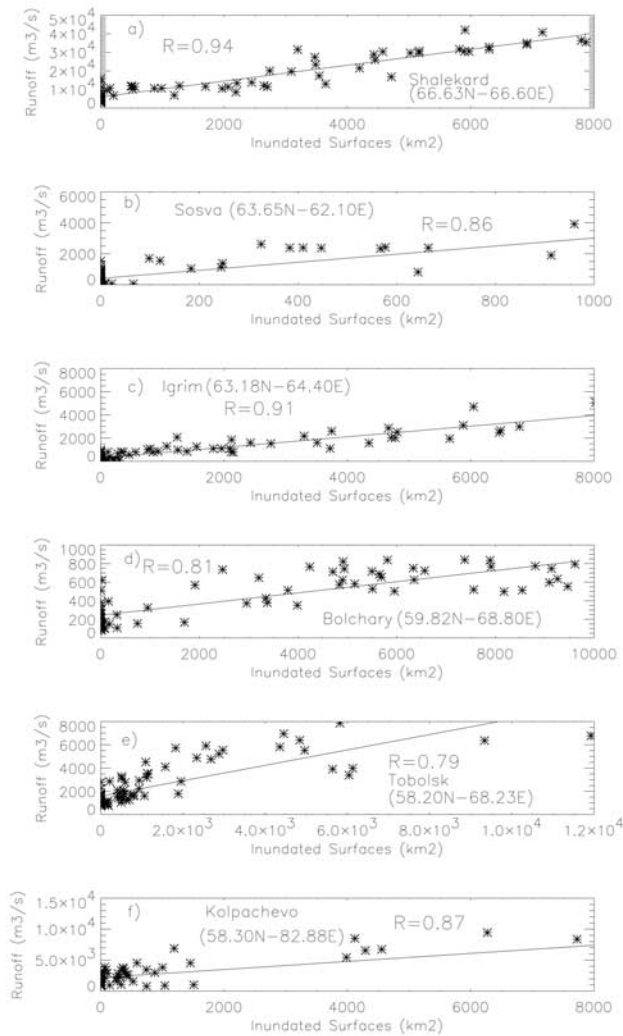 a)
R=0.94
Shalekard
(66.63N−66.60E)
Runoff (m3/s)
5×10⁴
4×10⁴
3×10⁴
2×10⁴
1×10⁴
0
0 2000 4000 6000 8000
Inundated Surfaces (km2)
b)
Sosva (63.65N−62.10E)
R=0.86
Runoff (m3/s)
6000
4000
2000
0
0 200 400 600 800 1000
Inundated Surfaces (km2)
c)
Igrim (63.18N−64.40E)
R=0.91
Runoff (m3/s)
8000
6000
4000
2000
0
0 2000 4000 6000 8000
Inundated Surfaces (km2)
d)
R=0.81
Bolchary (59.82N−68.80E)
Runoff (m3/s)
1000
800
600
400
200
0
0 2000 4000 6000 8000 10000
Inundated Surfaces (km2)
e)
R=0.79
Tobolsk
(58.20N−68.23E)
Runoff (m3/s)
8000
6000
4000
2000
0
0 2.0×10³ 4.0×10³ 6.0×10³ 8.0×10³ 1.0×10⁴ 1.2×10⁴
Inundated Surfaces (km2)
f)
Kolpachevo
(58.30N−82.88E)
R=0.87
Runoff (m3/s)
1.5×10⁴
1.0×10⁴
5.0×10³
0
0 2000 4000 6000 8000
Inundated Surfaces (km2)